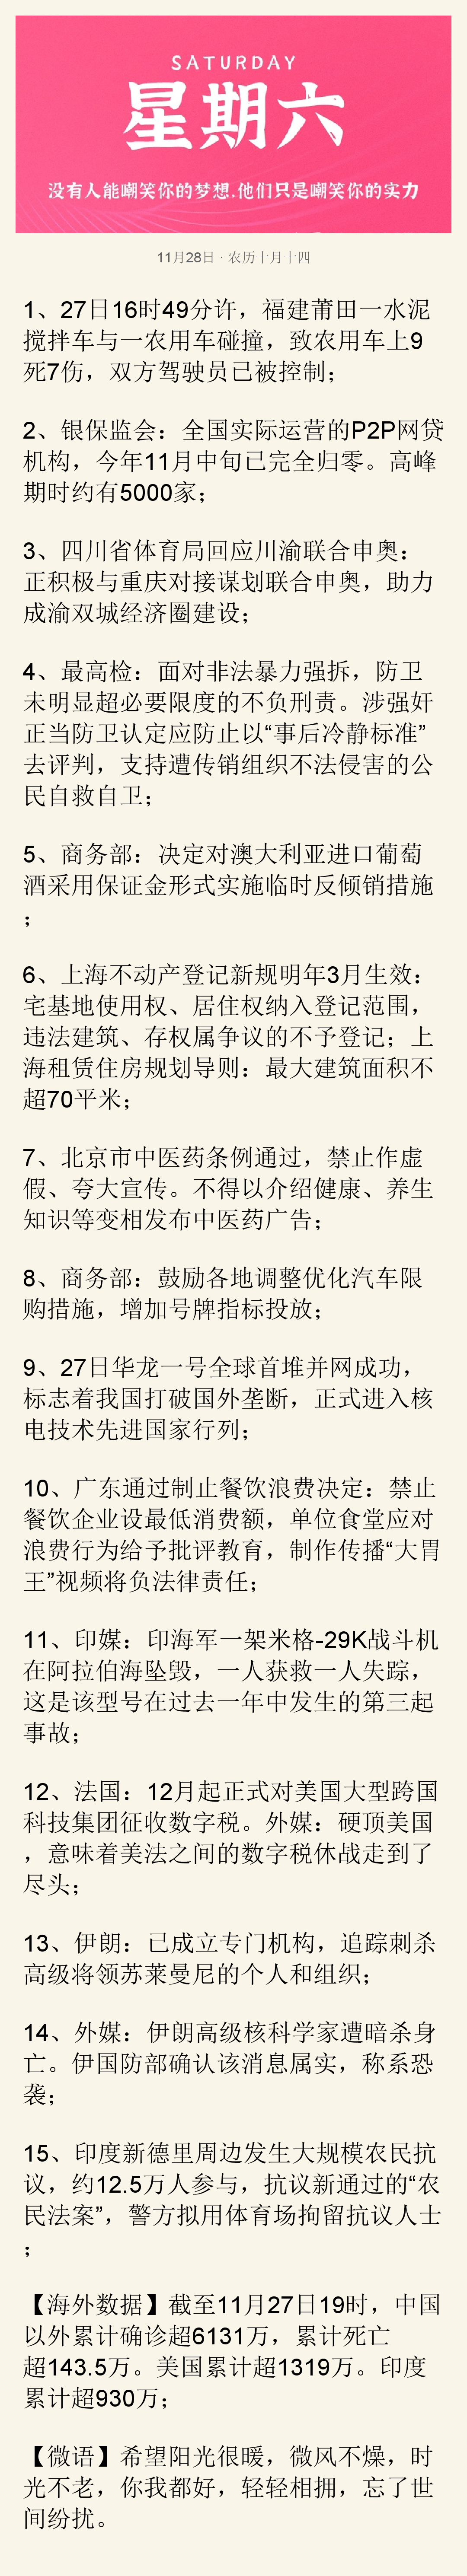 SATURDAY
星期六
没有人能嘲笑你的梦想,他们只是嘲笑你的实力
11月28日 · 农历十月十四
1、27日16时49分许，福建莆田一水泥
搅拌车与一农用车碰撞，致农用车上9
死7伤，双方驾驶员已被控制；
2、银保监会：全国实际运营的P2P网贷
机构，今年11月中旬已完全归零。高峰
期时约有5000家；
3、四川省体育局回应川渝联合申奥：
正积极与重庆对接谋划联合申奥，助力
成渝双城经济圈建设；
4、最高检：面对非法暴力强拆，防卫
未明显超必要限度的不负刑责。涉强奸
正当防卫认定应防止以“事后冷静标准”
去评判，支持遭传销组织不法侵害的公
民自救自卫；
5、商务部：决定对澳大利亚进口葡萄
酒采用保证金形式实施临时反倾销措施
；
6、上海不动产登记新规明年3月生效：
宅基地使用权、居住权纳入登记范围，
违法建筑、存权属争议的不予登记；上
海租赁住房规划导则：最大建筑面积不
超70平米；
7、北京市中医药条例通过，禁止作虚
假、夸大宣传。不得以介绍健康、养生
知识等变相发布中医药广告；
8、商务部：鼓励各地调整优化汽车限
购措施，增加号牌指标投放；
9、27日华龙一号全球首堆并网成功，
标志着我国打破国外垄断，正式进入核
电技术先进国家行列；
10、广东通过制止餐饮浪费决定：禁止
餐饮企业设最低消费额，单位食堂应对
浪费行为给予批评教育，制作传播“大胃
王”视频将负法律责任；
11、印媒：印海军一架米格-29K战斗机
在阿拉伯海坠毁，一人获救一人失踪，
这是该型号在过去一年中发生的第三起
事故；
12、法国：12月起正式对美国大型跨国
科技集团征收数字税。外媒：硬顶美国
，意味着美法之间的数字税休战走到了
尽头；
13、伊朗：已成立专门机构，追踪刺杀
高级将领苏莱曼尼的个人和组织；
14、外媒：伊朗高级核科学家遭暗杀身
亡。伊国防部确认该消息属实，称系恐
袭；
15、印度新德里周边发生大规模农民抗
议，约12.5万人参与，抗议新通过的“农
民法案”，警方拟用体育场拘留抗议人士
；
【海外数据】截至11月27日19时，中国
以外累计确诊超6131万，累计死亡
超143.5万。美国累计超1319万。印度
累计超930万；
【微语】希望阳光很暖，微风不燥，时
光不老，你我都好，轻轻相拥，忘了世
间纷扰。